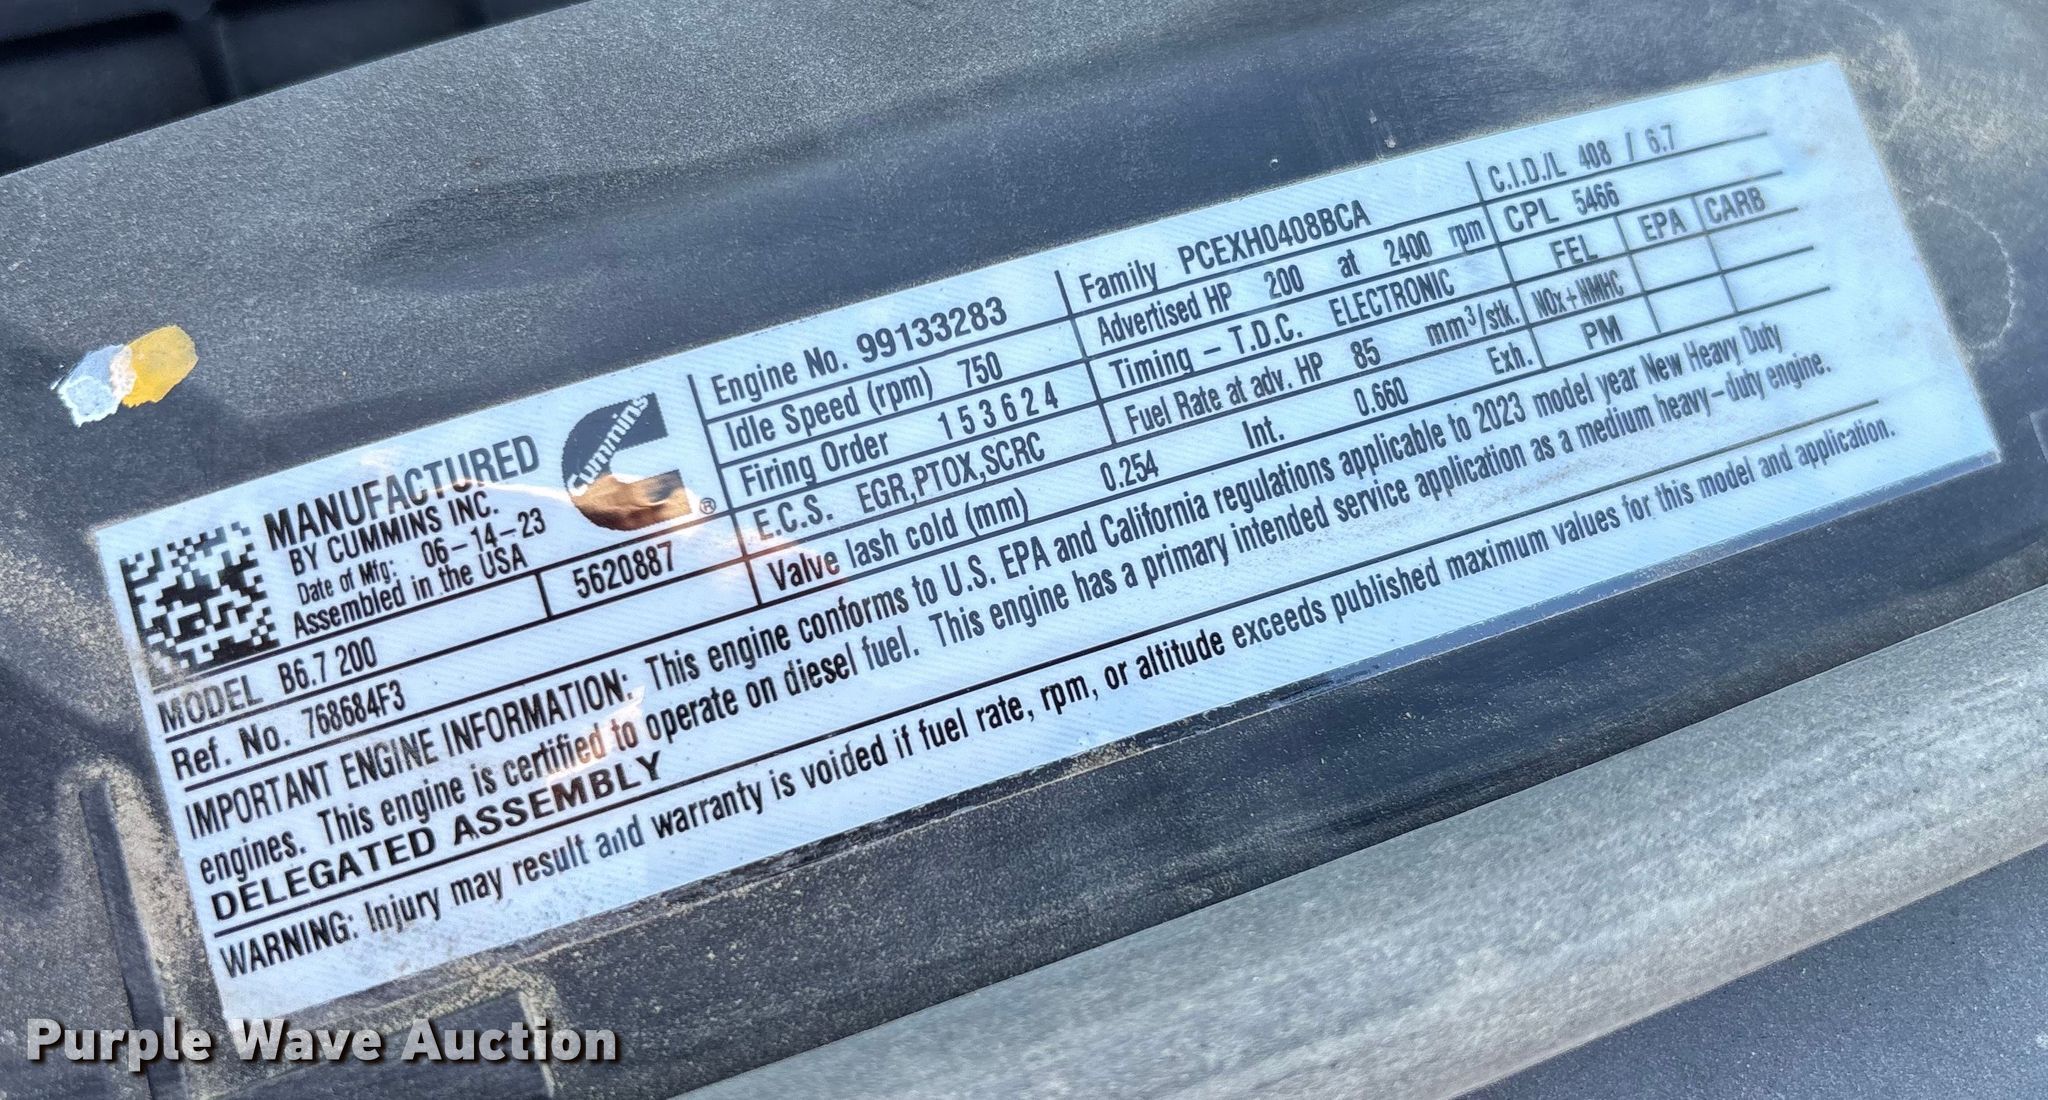 MANUFACTURED
BY CUMMINS INC.
Date of Mfg: 06-14-23
Assembled in the USA
Cummins ®
MODEL B6.7 200 5620887
Ref. No. 768684F3
Engine No. 99133283
Idle Speed (rpm) 750
Firing Order 1 5 3 6 2 4
E.C.S. EGR,PTOX,SCRC
Valve lash cold (mm) 0.254 Int. 0.660 Exh.
Family PCEXH0408BCA
Advertised HP 200 at 2400 rpm
Timing - T.D.C. ELECTRONIC
Fuel Rate at adv. HP 85 mm³/stk.
C.I.D./L 408 / 6.7
CPL 5466
FEL EPA CARB
NOx+NMHC
PM
IMPORTANT ENGINE INFORMATION: This engine conforms to U.S. EPA and California regulations applicable to 2023 model year New Heavy Duty
engines. This engine is certified to operate on diesel fuel. This engine has a primary intended service application as a medium heavy-duty engine.
DELEGATED ASSEMBLY
WARNING: Injury may result and warranty is voided if fuel rate, rpm, or altitude exceeds published maximum values for this model and application.
Purple Wave Auction